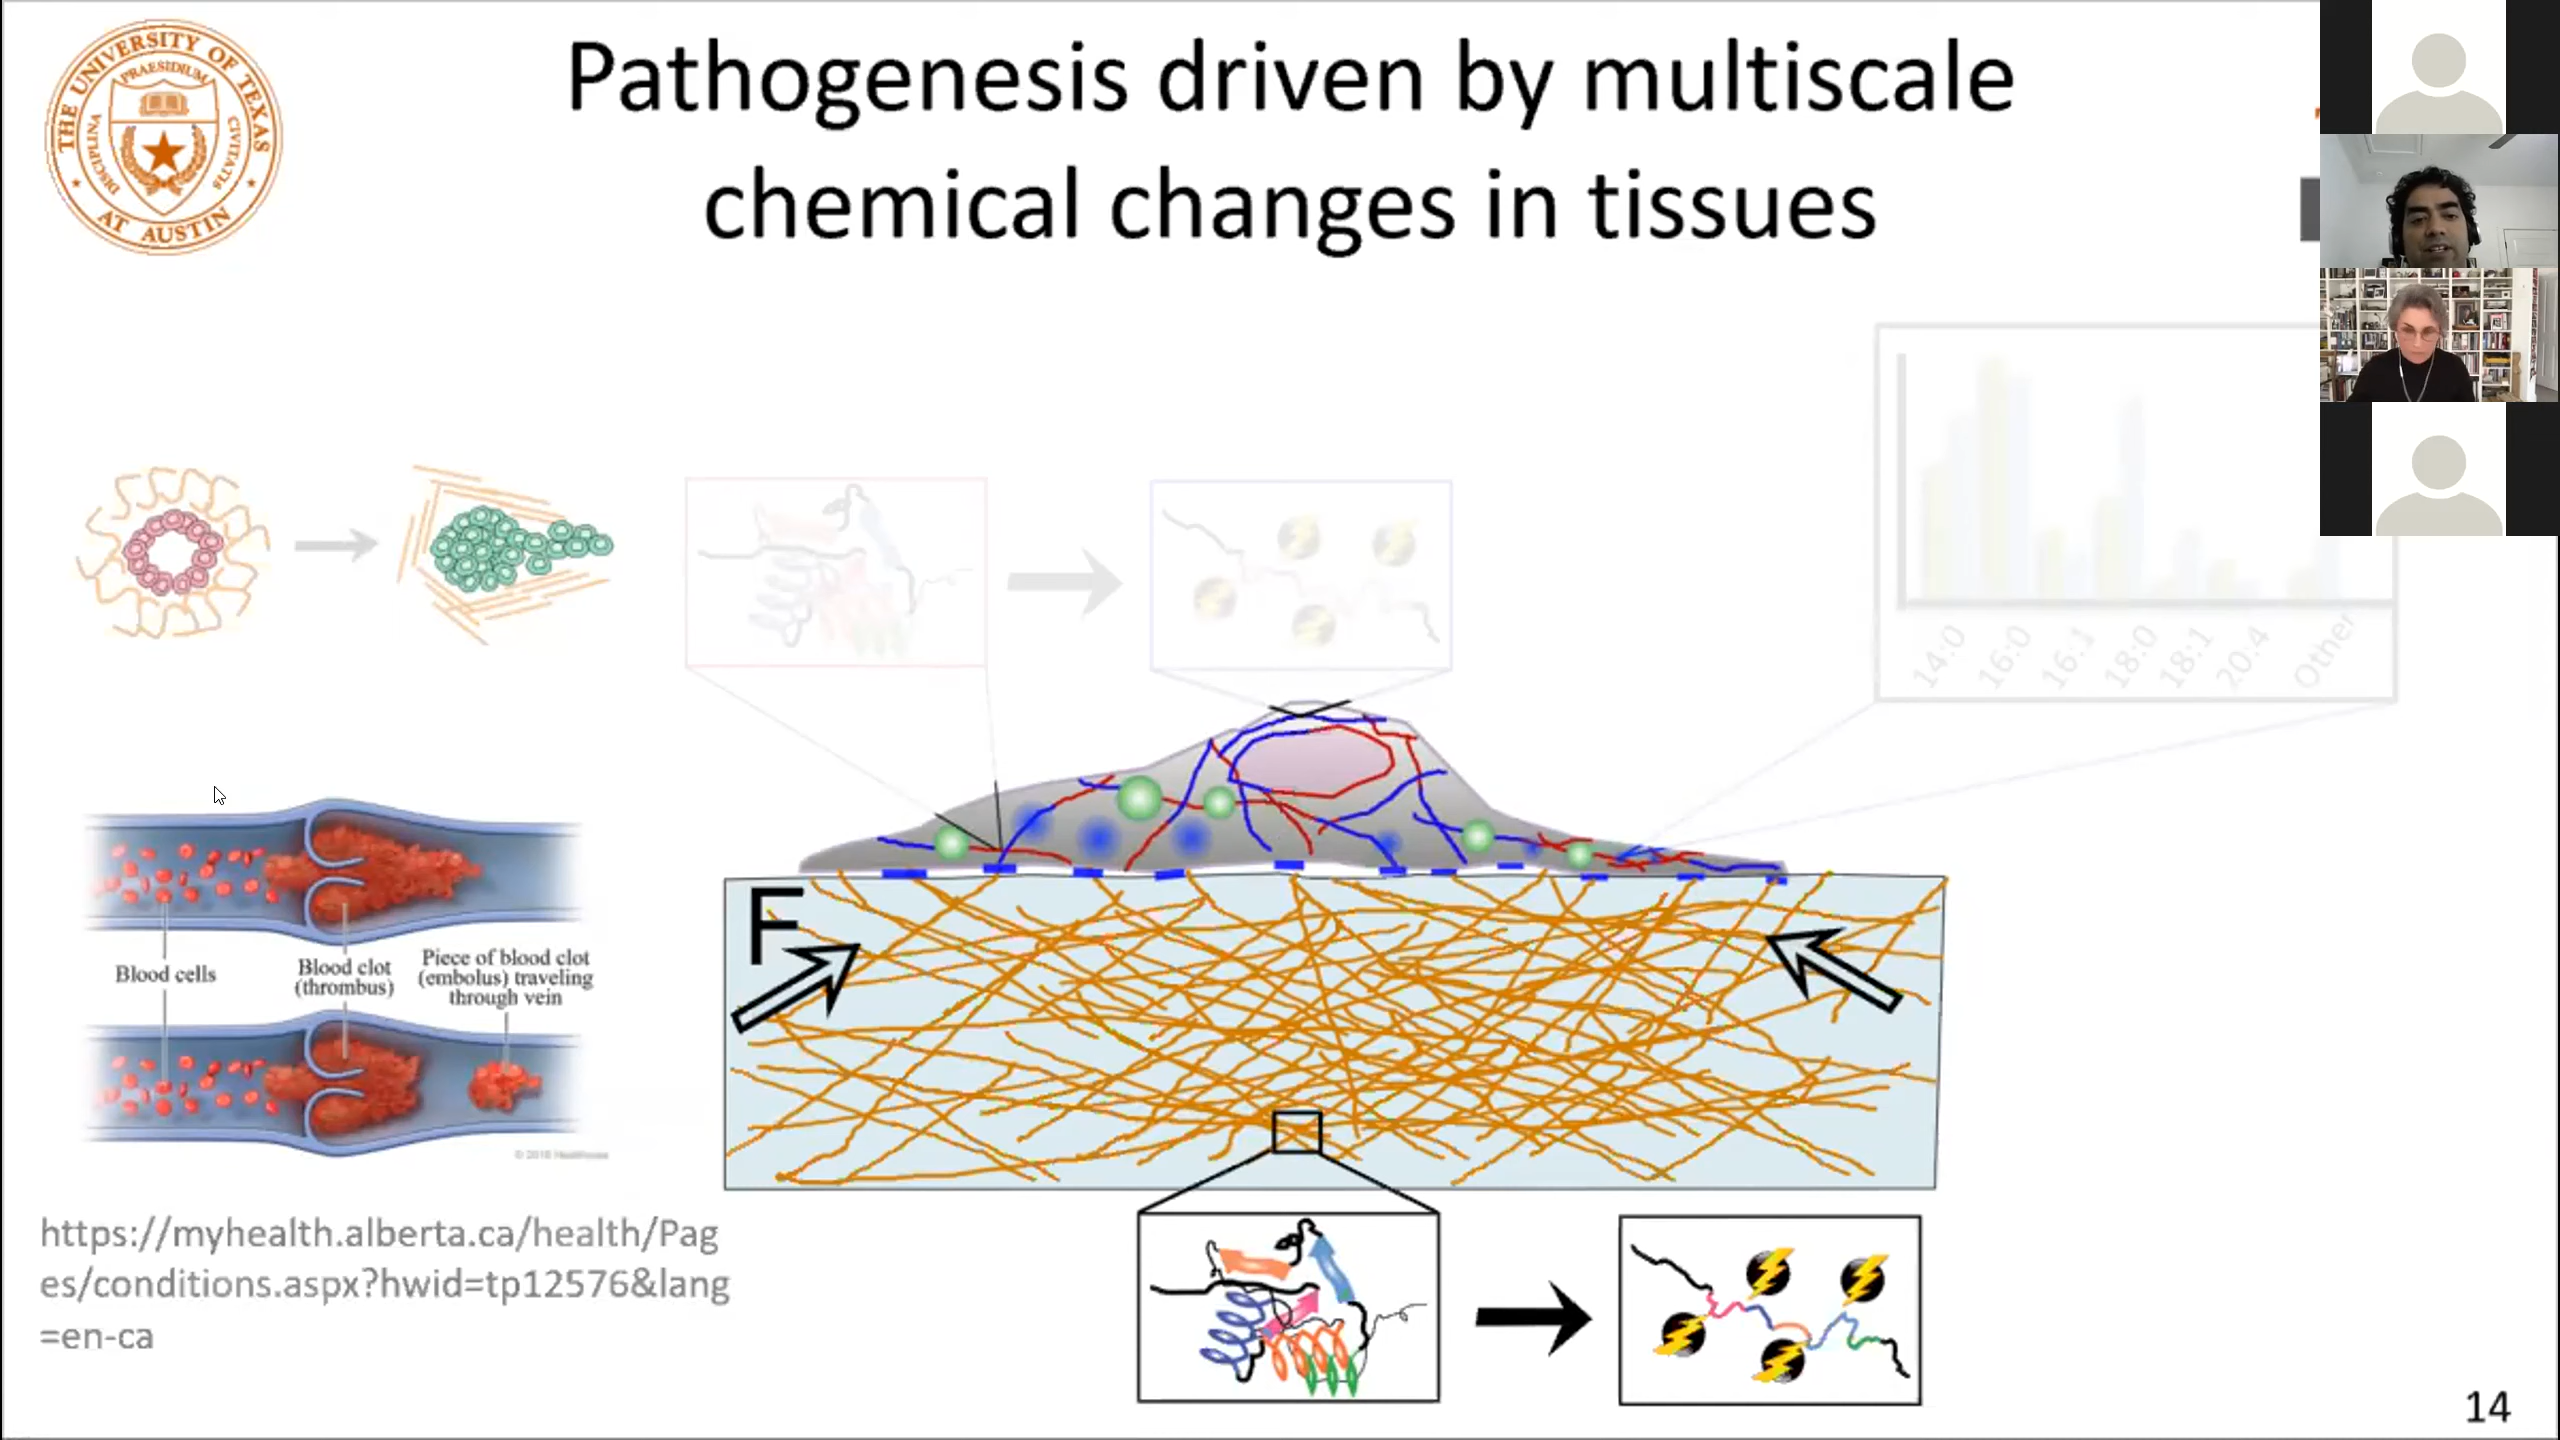 THE UNIVERSITY OF TEXAS
PRAESIDIUM
DISCIPLINA
CIVITATIS
AT AUSTIN
Pathogenesis driven by multiscale
chemical changes in tissues
14:0
16:0
16:1
18:0
18:1
20:4
Other
F
Blood cells
Blood clot
(thrombus)
Piece of blood clot
(embolus) traveling
through vein
https://myhealth.alberta.ca/health/Pag
es/conditions.aspx?hwid=tp12576&lang
=en-ca
14